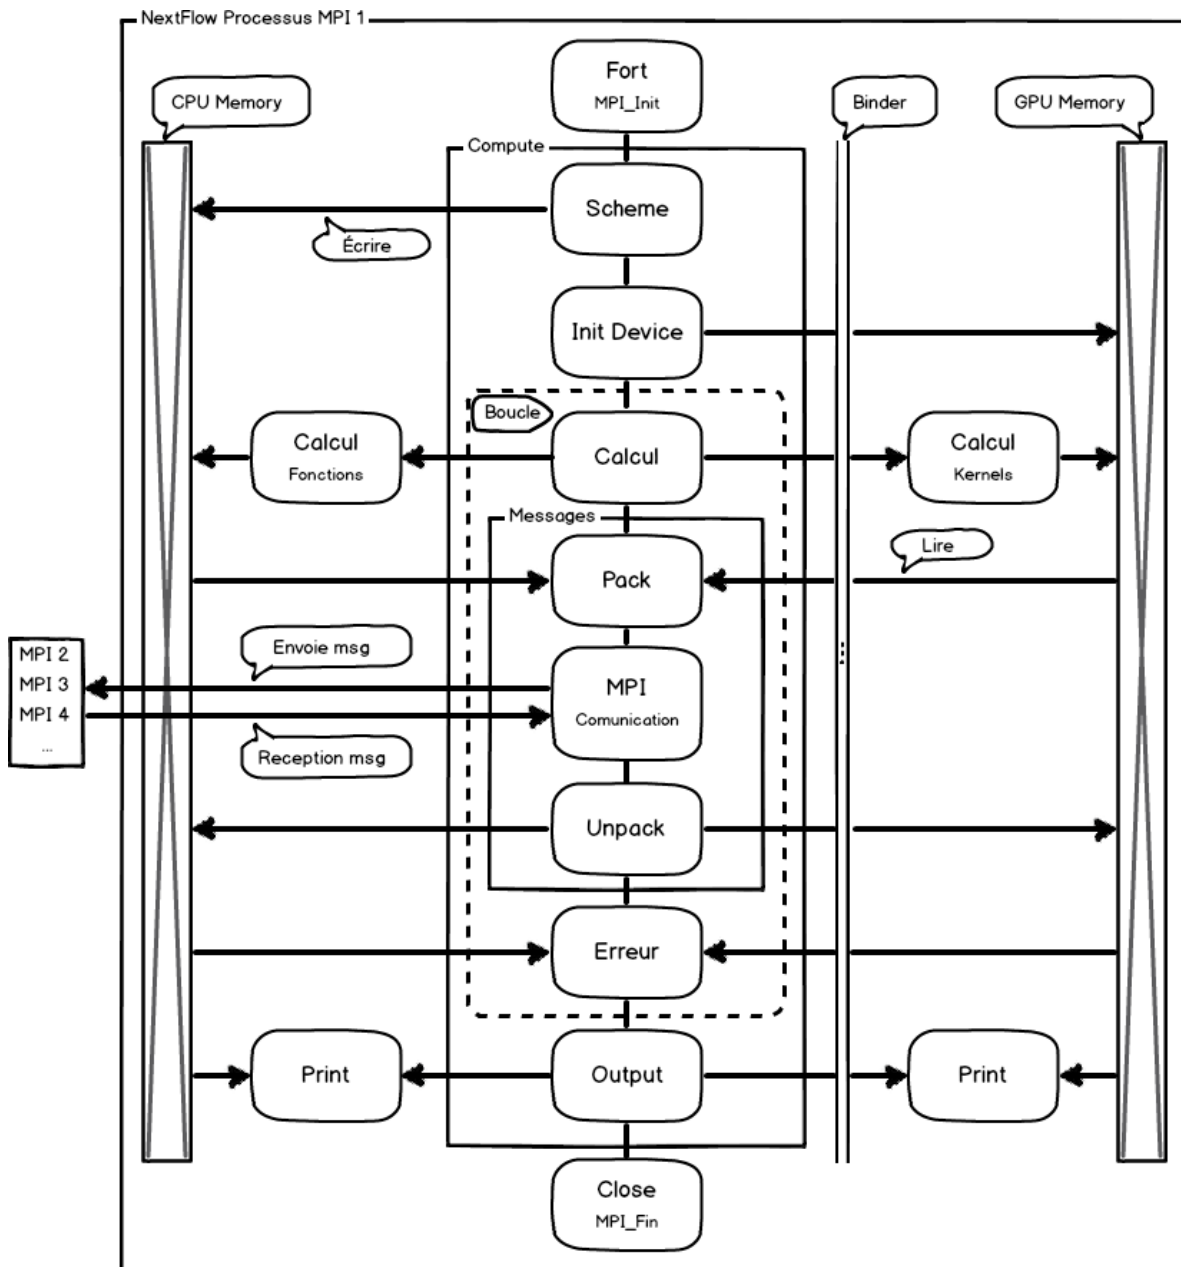 NextFlow Processus MPI 1
Fort
MPI_Init
CPU Memory
Binder
GPU Memory
Compute
Scheme
Écrire
Init Device
Boucle
Calcul
Fonctions
Calcul
Calcul
Kernels
Messages
Lire
Pack
Envoie msg
MPI 2
MPI 3
MPI 4
...
MPI
Comunication
Reception msg
Unpack
Erreur
Print
Output
Print
Close
MPI_Fin